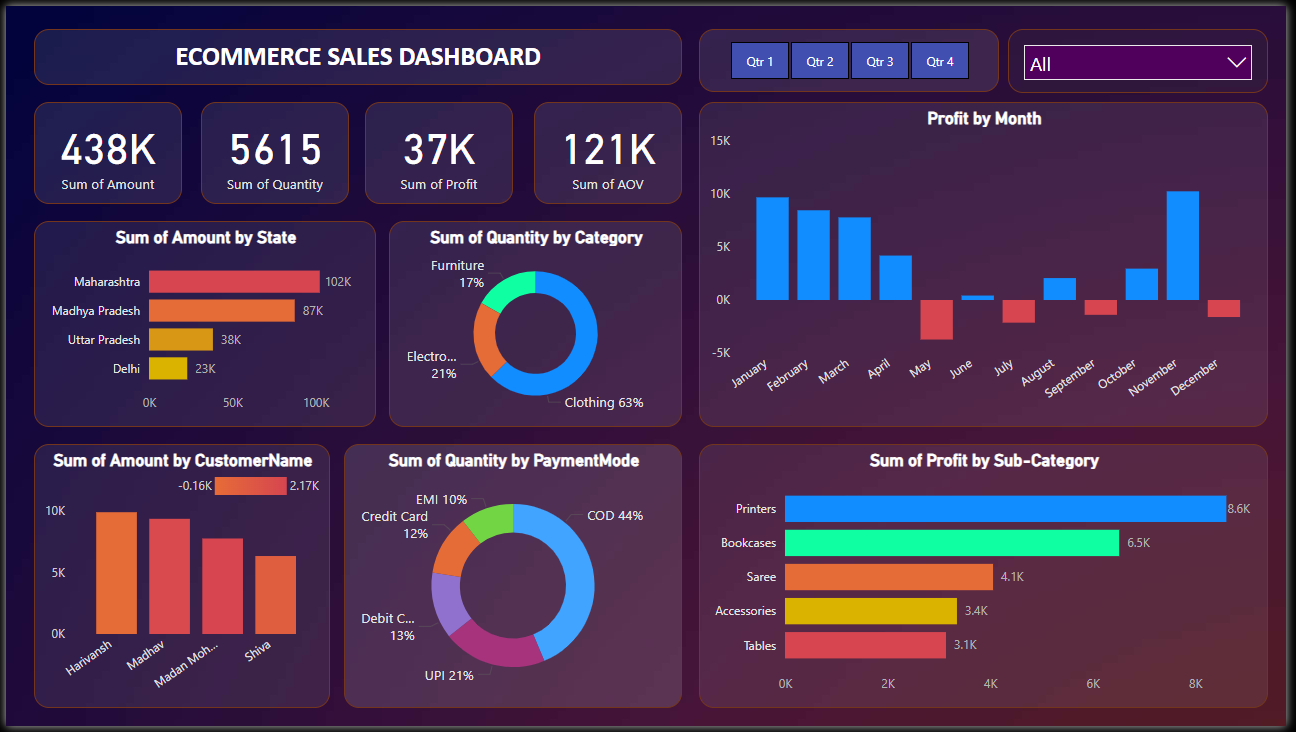 ECOMMERCE SALES DASHBOARD
Qtr 1
Qtr 2
Qtr 3
Qtr 4
All
438K
Sum of Amount
5615
Sum of Quantity
37K
Sum of Profit
121K
Sum of AOV
Profit by Month
15K
10K
5K
0K
-5K
January
February
March
April
May
June
July
August
September
October
November
December
Sum of Amount by State
Maharashtra
102K
Madhya Pradesh
87K
Uttar Pradesh
38K
Delhi
23K
0K
50K
100K
Sum of Quantity by Category
Furniture
17%
Electro...
21%
Clothing 63%
Sum of Amount by CustomerName
-0.16K
2.17K
10K
5K
0K
Harivansh
Madhav
Madan Moh...
Shiva
Sum of Quantity by PaymentMode
EMI 10%
Credit Card
12%
COD 44%
Debit C...
13%
UPI 21%
Sum of Profit by Sub-Category
Printers
8.6K
Bookcases
6.5K
Saree
4.1K
Accessories
3.4K
Tables
3.1K
0K
2K
4K
6K
8K